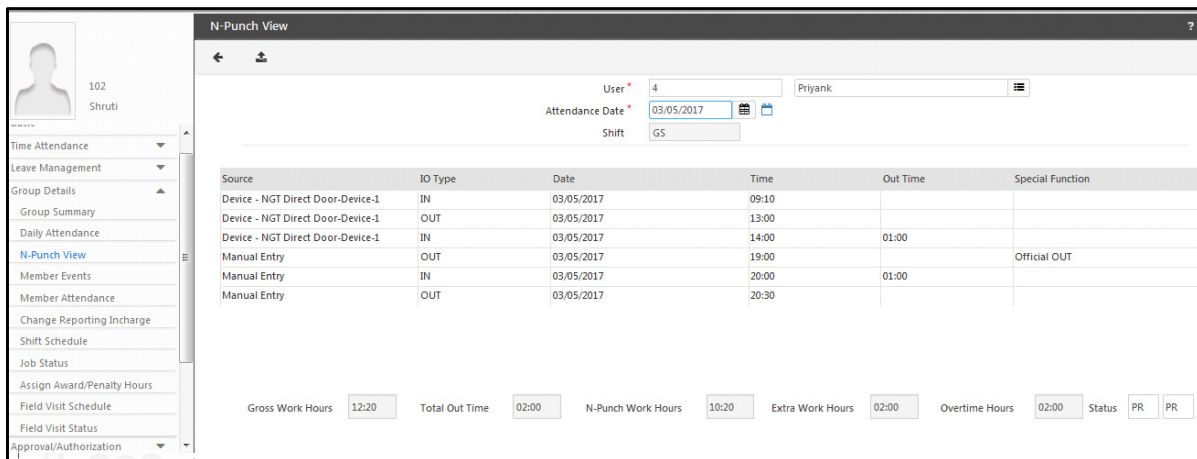 N-Punch View ?
102
Shruti
User * 4 Priyank
Attendance Date * 03/05/2017
Shift GS
Basic
Time Attendance
Leave Management
Group Details
Group Summary
Daily Attendance
N-Punch View
Member Events
Member Attendance
Change Reporting Incharge
Shift Schedule
Job Status
Assign Award/Penalty Hours
Field Visit Schedule
Field Visit Status
Approval/Authorization
Source IO Type Date Time Out Time Special Function
Device - NGT Direct Door-Device-1 IN 03/05/2017 09:10
Device - NGT Direct Door-Device-1 OUT 03/05/2017 13:00
Device - NGT Direct Door-Device-1 IN 03/05/2017 14:00 01:00
Manual Entry OUT 03/05/2017 19:00 Official OUT
Manual Entry IN 03/05/2017 20:00 01:00
Manual Entry OUT 03/05/2017 20:30
Gross Work Hours 12:20 Total Out Time 02:00 N-Punch Work Hours 10:20 Extra Work Hours 02:00 Overtime Hours 02:00 Status PR PR